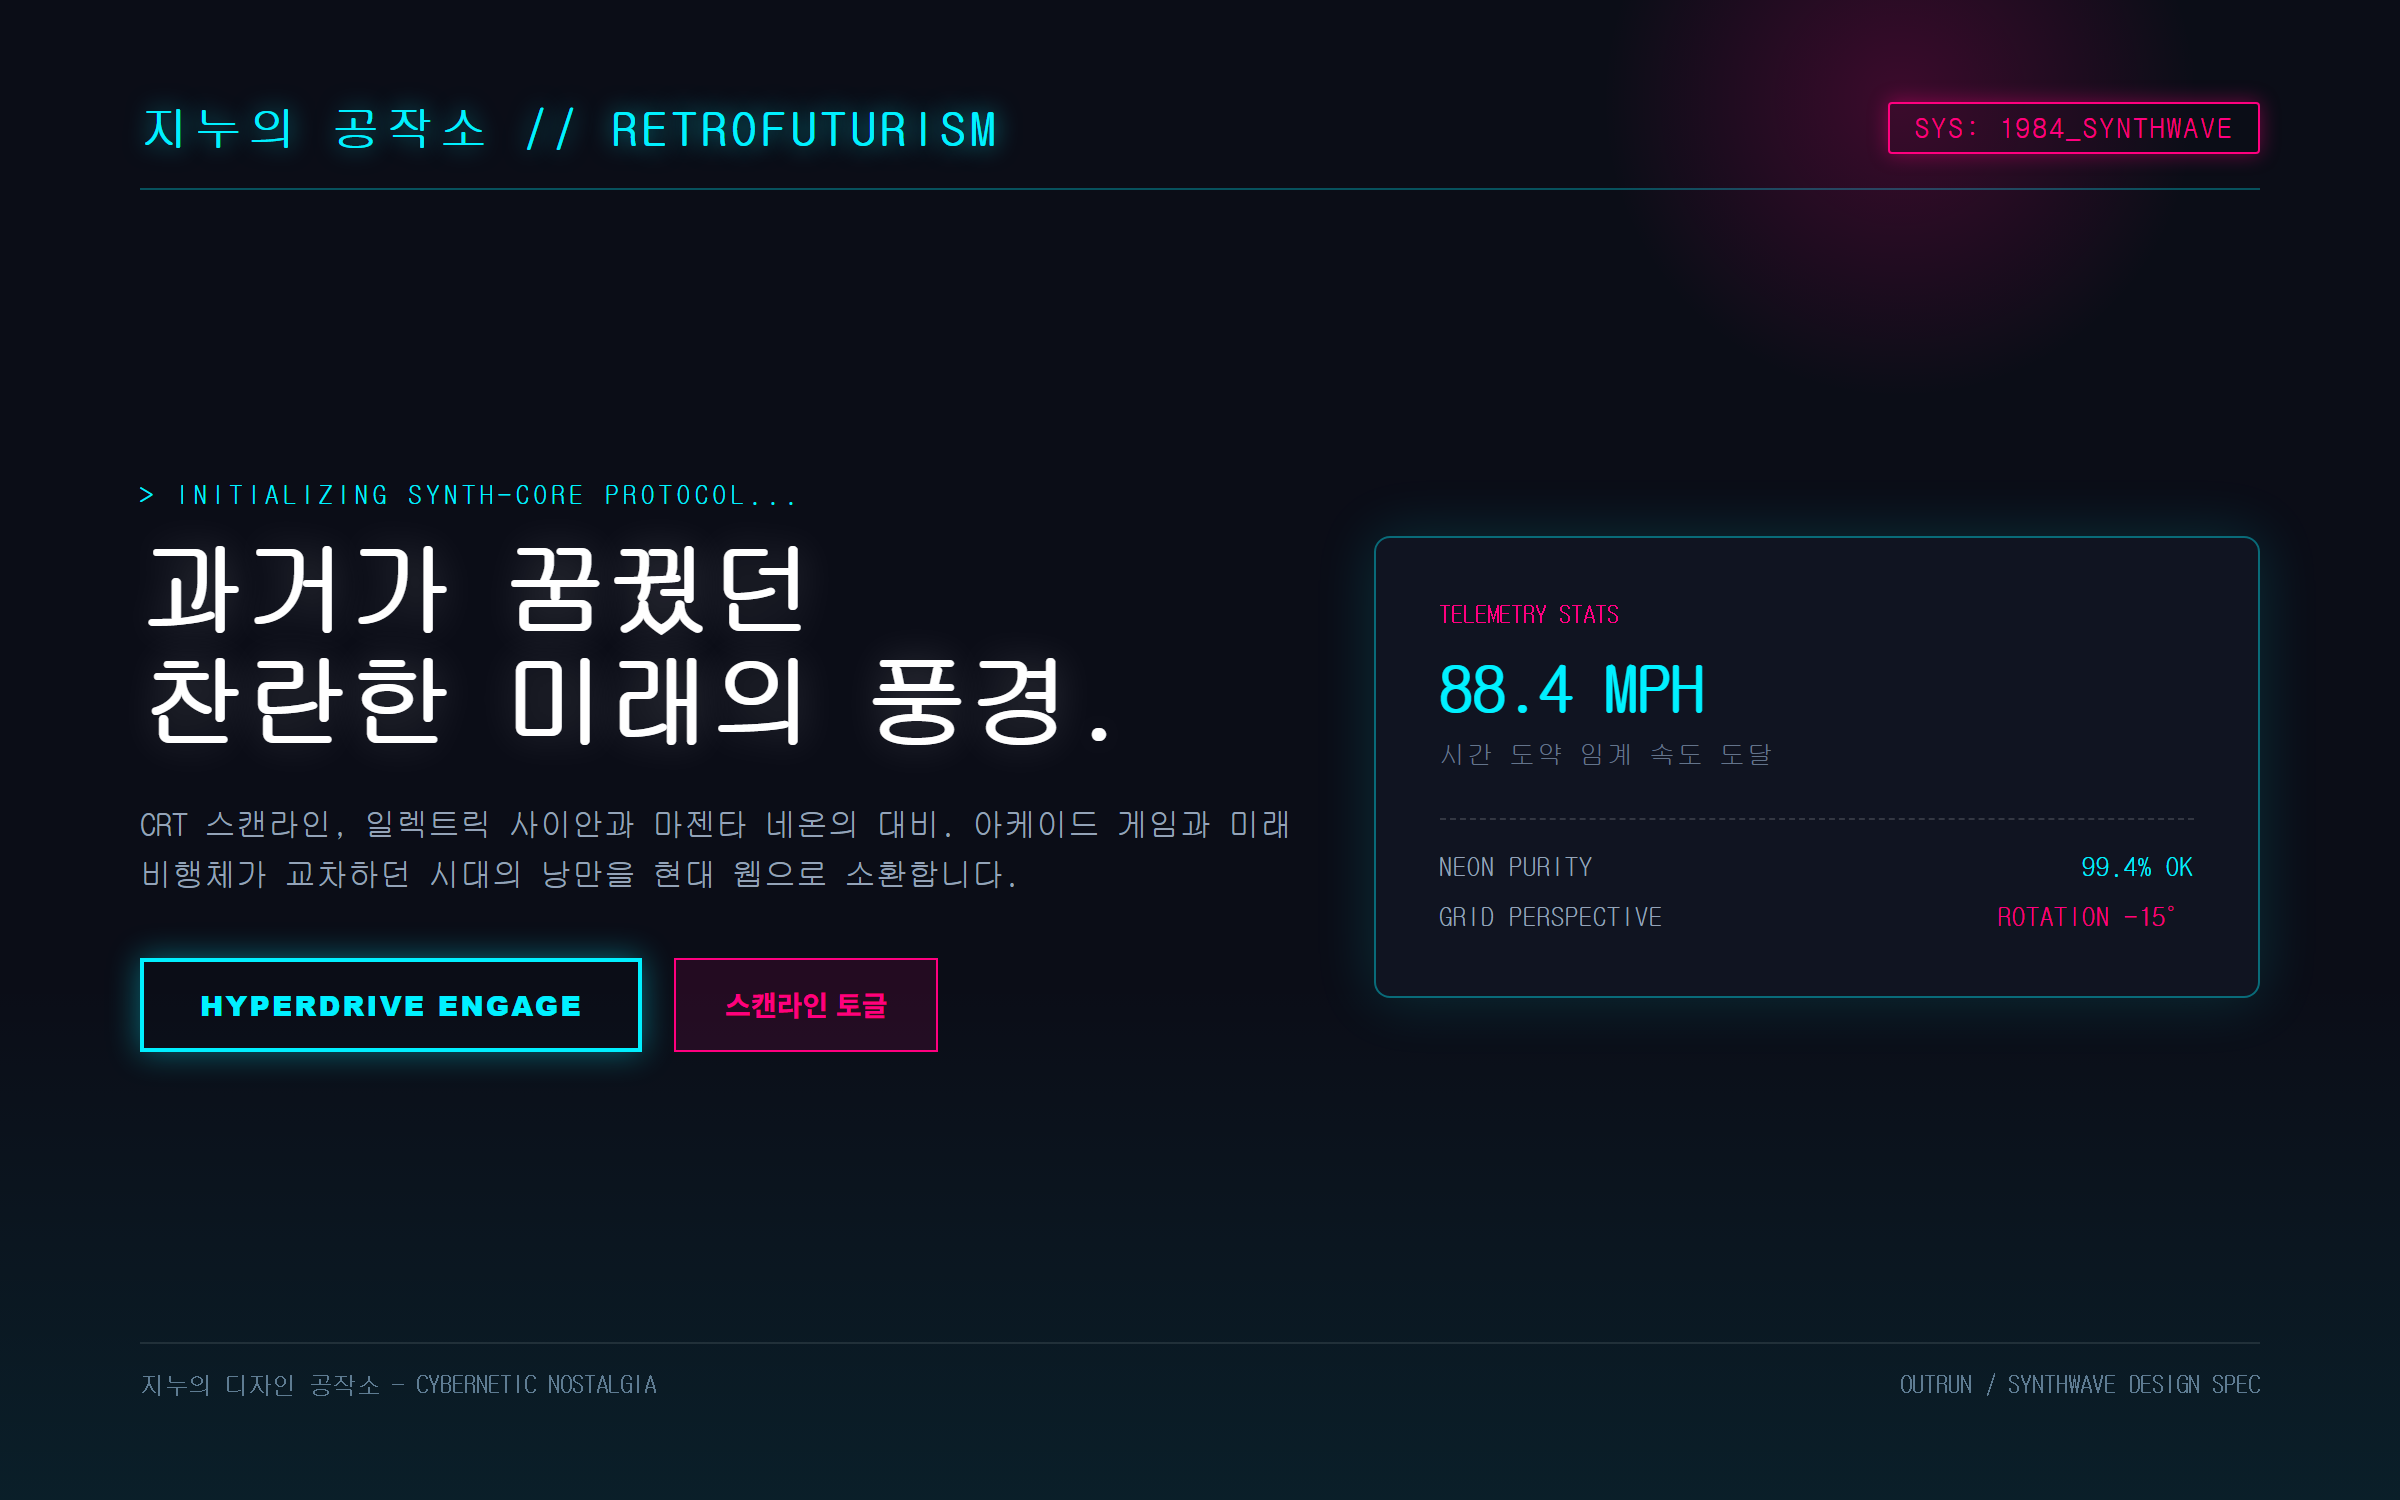 지누의 공작소 // RETROFUTURISM
SYS: 1984_SYNTHWAVE
> INITIALIZING SYNTH-CORE PROTOCOL...
과거가 꿈꿨던
찬란한 미래의 풍경.
CRT 스캔라인, 일렉트릭 사이안과 마젠타 네온의 대비. 아케이드 게임과 미래
비행체가 교차하던 시대의 낭만을 현대 웹으로 소환합니다.
HYPERDRIVE ENGAGE
스캔라인 토글
TELEMETRY STATS
88.4 MPH
시간 도약 임계 속도 도달
NEON PURITY 99.4% OK
GRID PERSPECTIVE ROTATION -15°
지누의 디자인 공작소 — CYBERNETIC NOSTALGIA
OUTRUN / SYNTHWAVE DESIGN SPEC